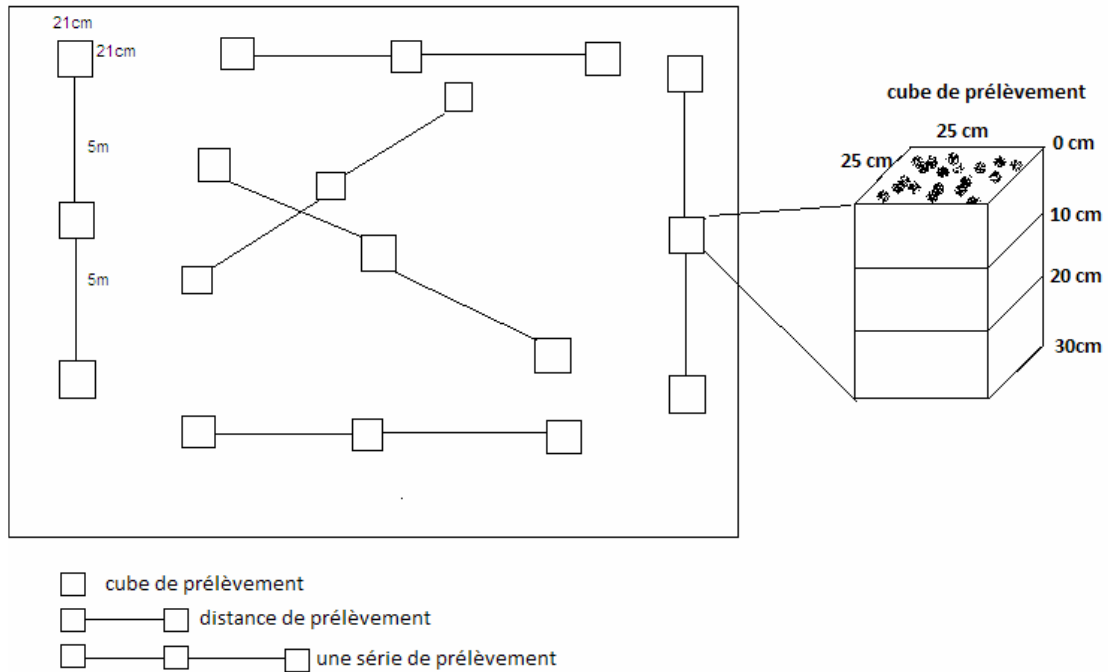 21cm
21cm
5m
5m
cube de prélèvement
25 cm
25 cm
0 cm
10 cm
20 cm
30cm
cube de prélèvement
distance de prélèvement
une série de prélèvement